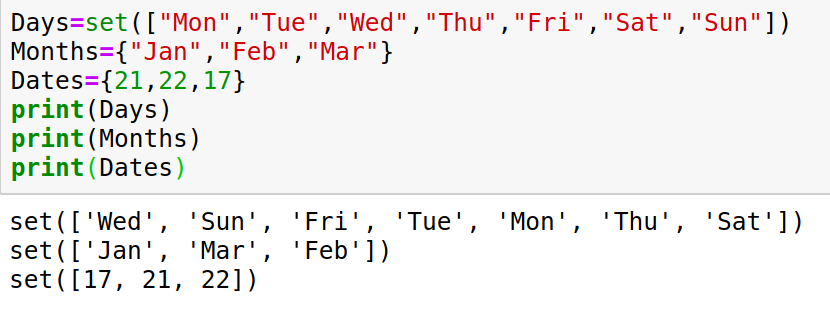 Days=set(["Mon","Tue","Wed","Thu","Fri","Sat","Sun"])
Months={"Jan","Feb","Mar"}
Dates={21,22,17}
print(Days)
print(Months)
print(Dates)
set(['Wed', 'Sun', 'Fri', 'Tue', 'Mon', 'Thu', 'Sat'])
set(['Jan', 'Mar', 'Feb'])
set([17, 21, 22])